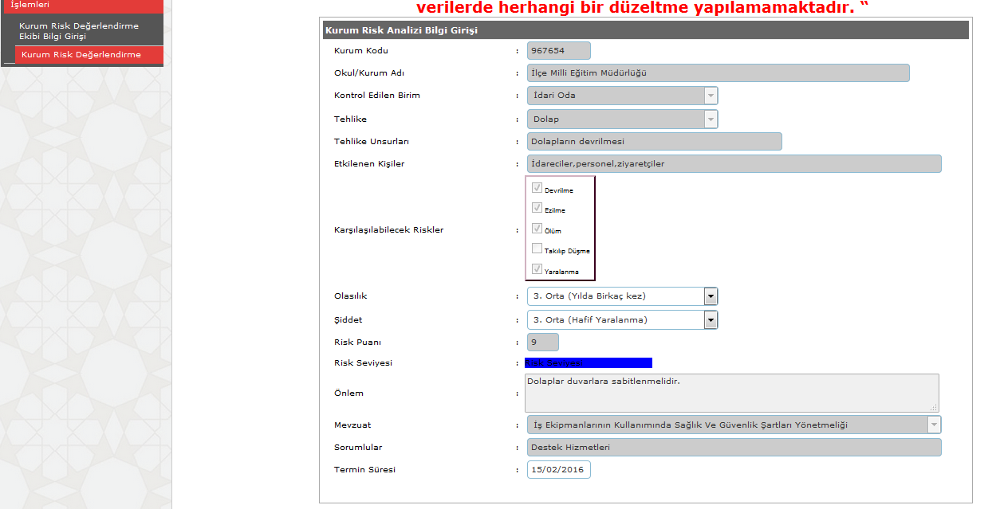 İşlemleri
Kurum Risk Değerlendirme
Ekibi Bilgi Girişi
Kurum Risk Değerlendirme
verilerde herhangi bir düzeltme yapılamamaktadır. “
Kurum Risk Analizi Bilgi Girişi
Kurum Kodu : 967654
Okul/Kurum Adı : İlçe Milli Eğitim Müdürlüğü
Kontrol Edilen Birim : İdari Oda
Tehlike : Dolap
Tehlike Unsurları : Dolapların devrilmesi
Etkilenen Kişiler : İdareciler,personel,ziyaretçiler
Karşılaşılabilecek Riskler :
Devrilme
Ezilme
Ölüm
Takılıp Düşme
Yaralanma
Olasılık : 3. Orta (Yılda Birkaç kez)
Şiddet : 3. Orta (Hafif Yaralanma)
Risk Puanı : 9
Risk Seviyesi : Risk Seviyesi
Önlem : Dolaplar duvarlara sabitlenmelidir.
Mevzuat : İş Ekipmanlarının Kullanımında Sağlık Ve Güvenlik Şartları Yönetmeliği
Sorumlular : Destek Hizmetleri
Termin Süresi : 15/02/2016